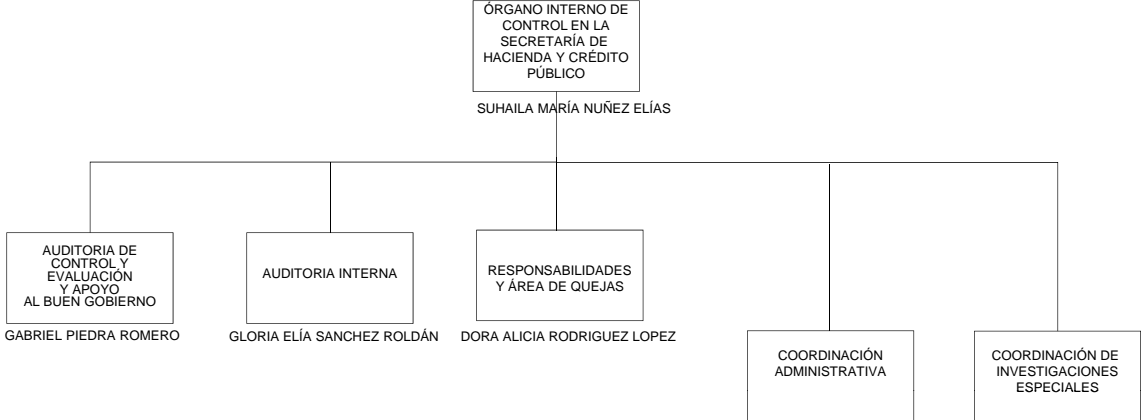 ÓRGANO INTERNO DE
CONTROL EN LA
SECRETARÍA DE
HACIENDA Y CRÉDITO
PÚBLICO
SUHAILA MARÍA NUÑEZ ELÍAS
AUDITORIA DE
CONTROL Y
EVALUACIÓN
Y APOYO
AL BUEN GOBIERNO
GABRIEL PIEDRA ROMERO
AUDITORIA INTERNA
GLORIA ELÍA SANCHEZ ROLDÁN
RESPONSABILIDADES
Y ÁREA DE QUEJAS
DORA ALICIA RODRIGUEZ LOPEZ
COORDINACIÓN
ADMINISTRATIVA
COORDINACIÓN DE
INVESTIGACIONES
ESPECIALES